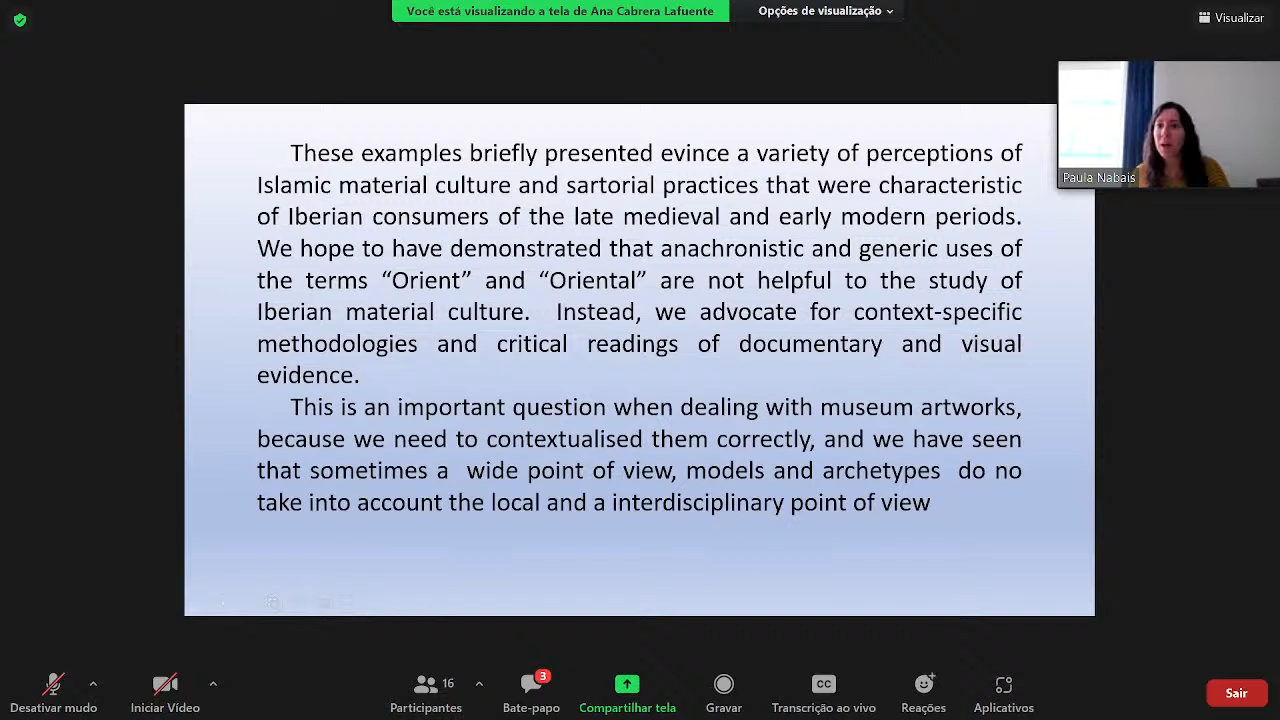 Você está visualizando a tela de Ana Cabrera Lafuente
Opções de visualização
Visualizar
Paula Nabais
These examples briefly presented evince a variety of perceptions of
Islamic material culture and sartorial practices that were characteristic
of Iberian consumers of the late medieval and early modern periods.
We hope to have demonstrated that anachronistic and generic uses of
the terms “Orient” and “Oriental” are not helpful to the study of
Iberian material culture. Instead, we advocate for context-specific
methodologies and critical readings of documentary and visual
evidence.
This is an important question when dealing with museum artworks,
because we need to contextualised them correctly, and we have seen
that sometimes a wide point of view, models and archetypes do no
take into account the local and a interdisciplinary point of view
16
3
CC
Desativar mudo
Iniciar Vídeo
Participantes
Bate-papo
Compartilhar tela
Gravar
Transcrição ao vivo
Reações
Aplicativos
Sair